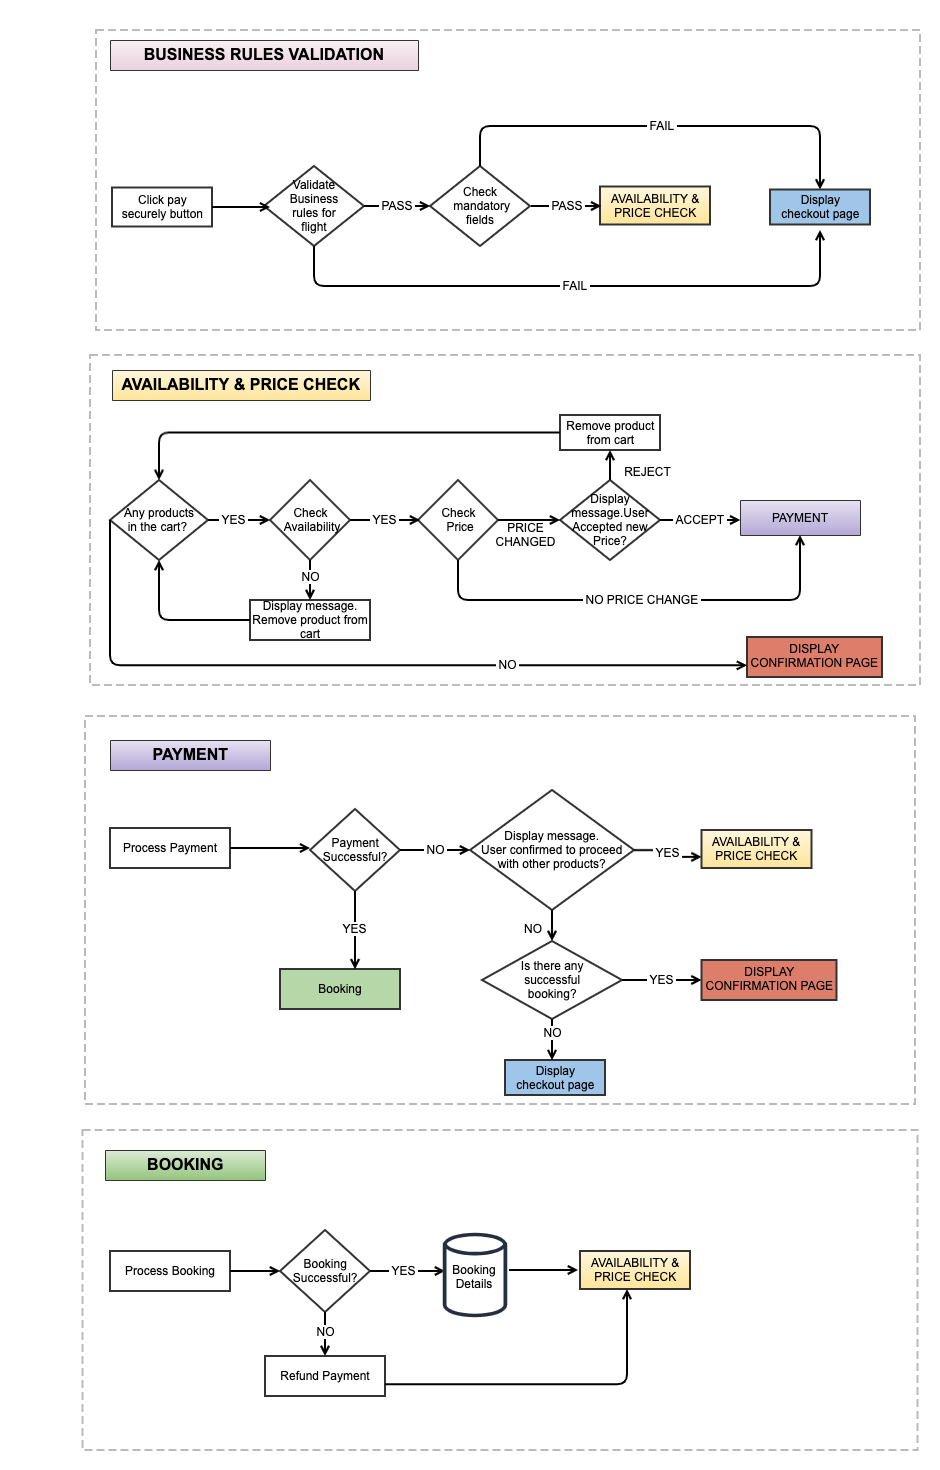 BUSINESS RULES VALIDATION
FAIL
Click pay
securely button
Validate
Business
rules for
flight
PASS
Check
mandatory
fields
PASS
AVAILABILITY &
PRICE CHECK
Display
checkout page
FAIL
AVAILABILITY & PRICE CHECK
Remove product
from cart
REJECT
Any products
in the cart?
YES
Check
Availability
YES
Check
Price
PRICE
CHANGED
Display
message.User
Accepted new
Price?
ACCEPT
PAYMENT
NO
Display message.
Remove product from
cart
NO PRICE CHANGE
NO
DISPLAY
CONFIRMATION PAGE
PAYMENT
Process Payment
Payment
Successful?
NO
Display message.
User confirmed to proceed
with other products?
YES
AVAILABILITY &
PRICE CHECK
YES
NO
Booking
Is there any
successful
booking?
YES
DISPLAY
CONFIRMATION PAGE
NO
Display
checkout page
BOOKING
Process Booking
Booking
Successful?
YES
Booking
Details
AVAILABILITY &
PRICE CHECK
NO
Refund Payment